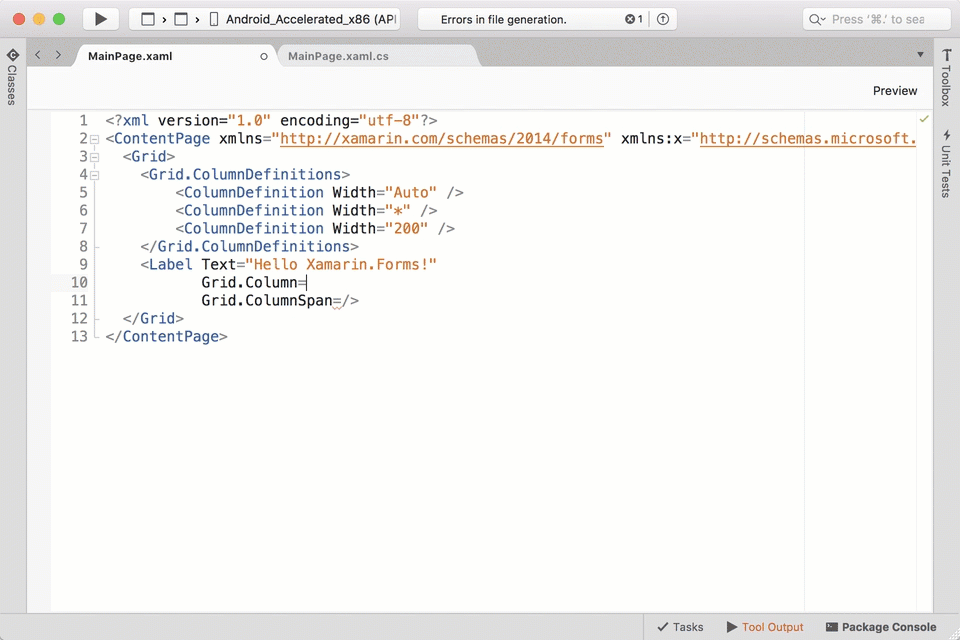 Android_Accelerated_x86 (API
Errors in file generation.
1
Press ‘⌘.’ to sea
Classes
MainPage.xaml
MainPage.xaml.cs
Toolbox
Unit Tests
Preview
1 <?xml version="1.0" encoding="utf-8"?>
2 <ContentPage xmlns="http://xamarin.com/schemas/2014/forms" xmlns:x="http://schemas.microsoft.
3 <Grid>
4 <Grid.ColumnDefinitions>
5 <ColumnDefinition Width="Auto" />
6 <ColumnDefinition Width="*" />
7 <ColumnDefinition Width="200" />
8 </Grid.ColumnDefinitions>
9 <Label Text="Hello Xamarin.Forms!"
10 Grid.Column=
11 Grid.ColumnSpan=/>
12 </Grid>
13 </ContentPage>
Tasks
Tool Output
Package Console